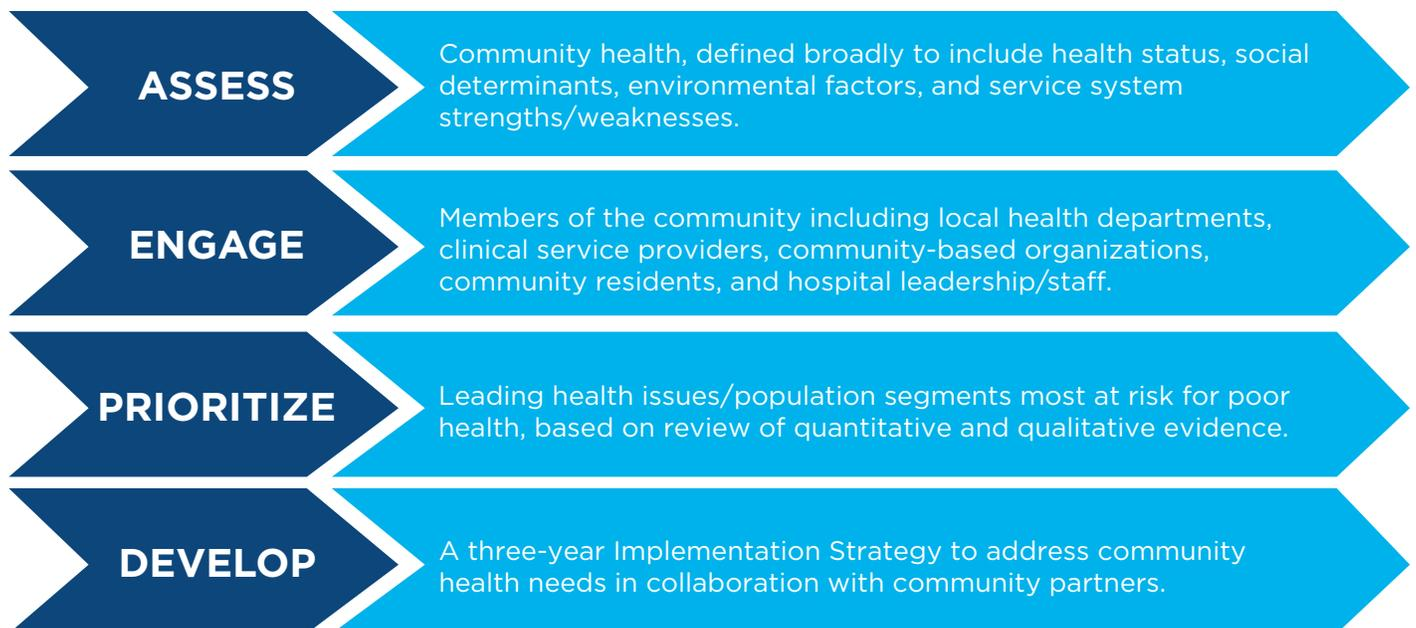 ASSESS
Community health, defined broadly to include health status, social
determinants, environmental factors, and service system
strengths/weaknesses.
ENGAGE
Members of the community including local health departments,
clinical service providers, community-based organizations,
community residents, and hospital leadership/staff.
PRIORITIZE
Leading health issues/population segments most at risk for poor
health, based on review of quantitative and qualitative evidence.
DEVELOP
A three-year Implementation Strategy to address community
health needs in collaboration with community partners.